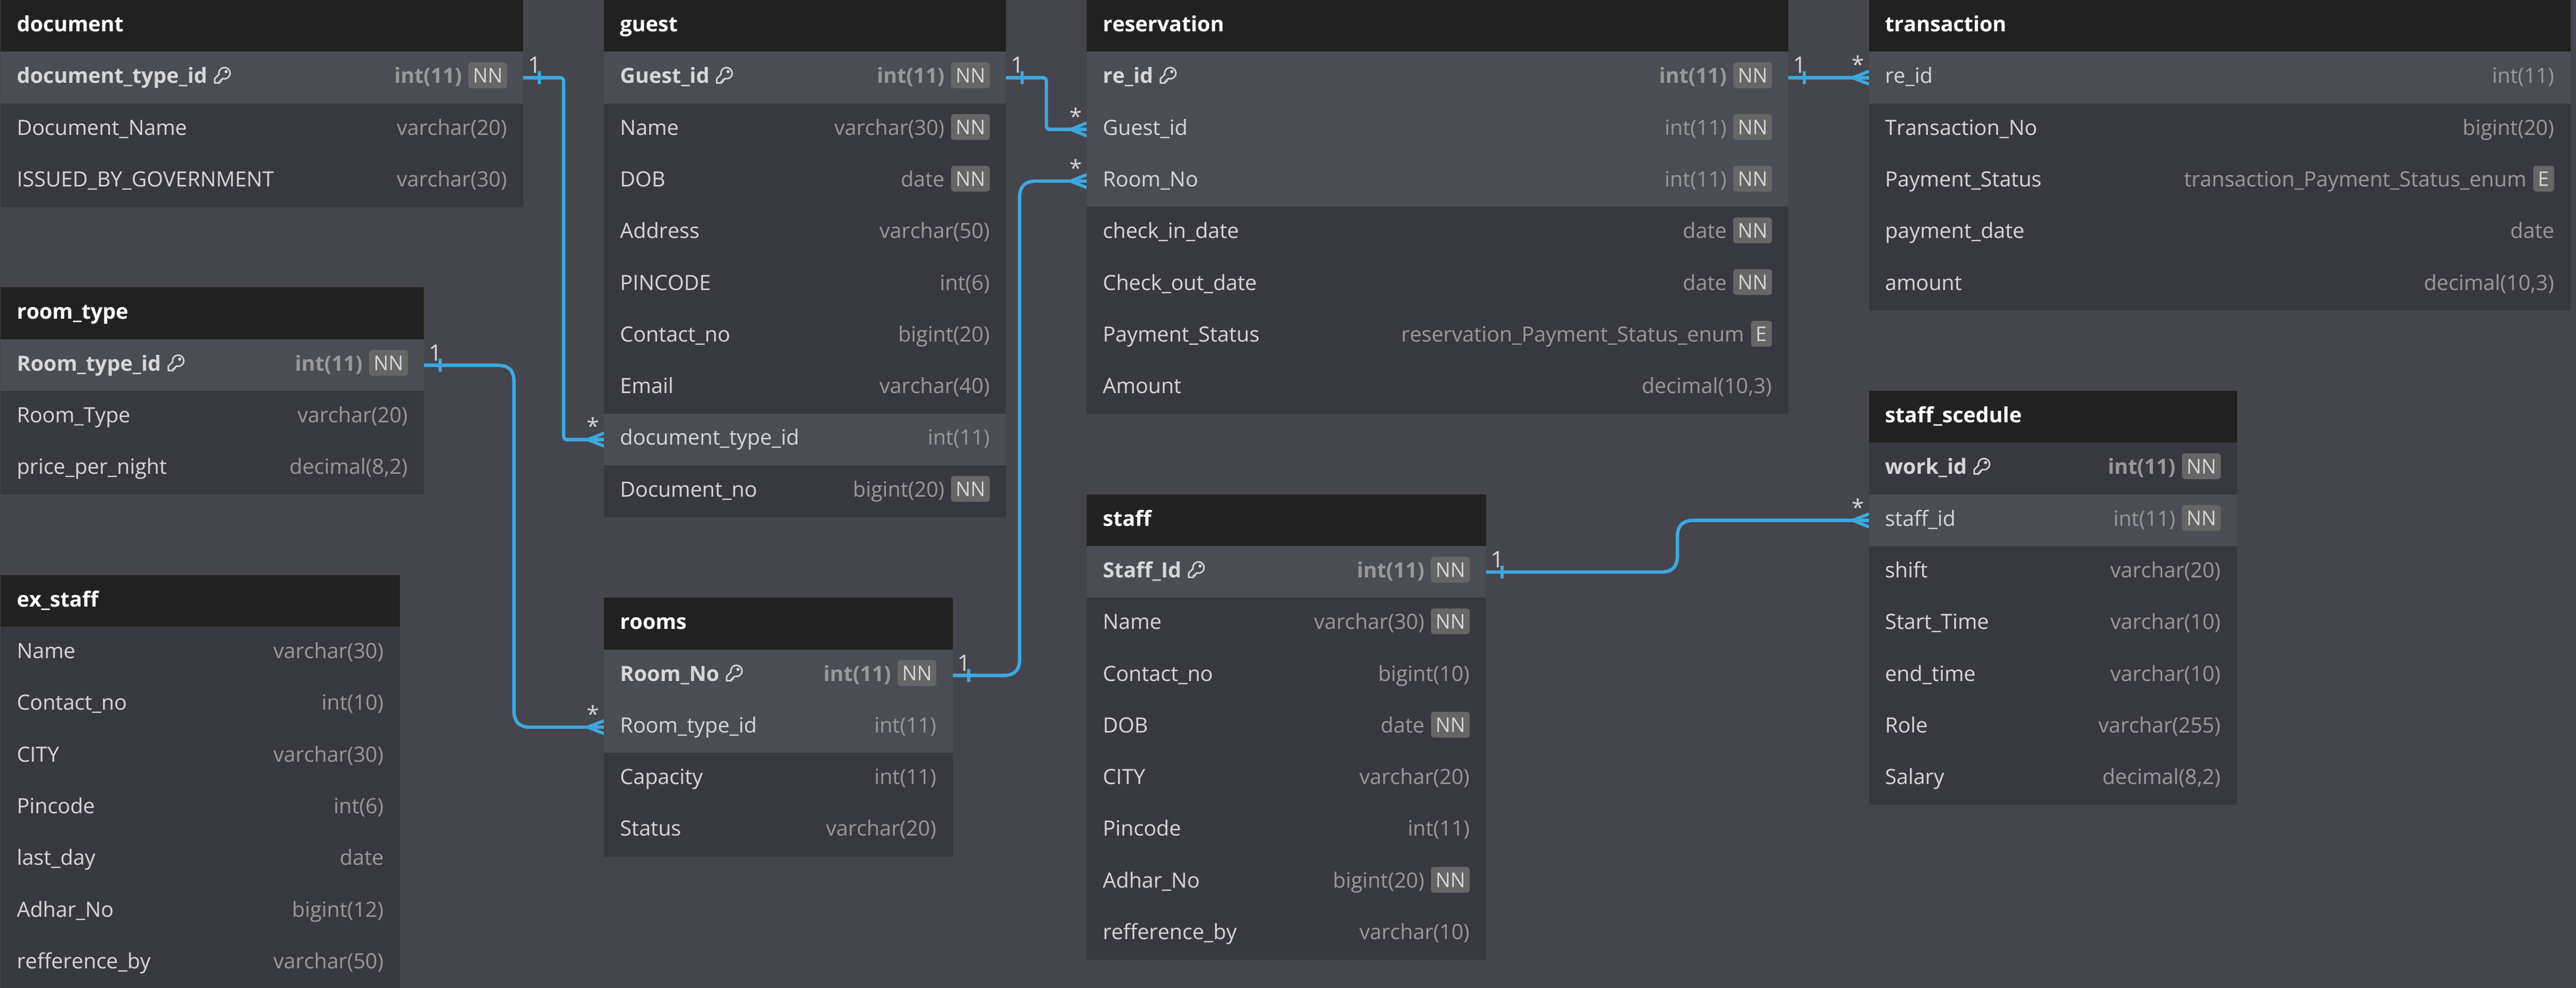 document
document_type_id int(11) NN
Document_Name varchar(20)
ISSUED_BY_GOVERNMENT varchar(30)
room_type
Room_type_id int(11) NN
Room_Type varchar(20)
price_per_night decimal(8,2)
ex_staff
Name varchar(30)
Contact_no int(10)
CITY varchar(30)
Pincode int(6)
last_day date
Adhar_No bigint(12)
refference_by varchar(50)
1
1
guest
Guest_id int(11) NN
Name varchar(30) NN
DOB date NN
Address varchar(50)
PINCODE int(6)
Contact_no bigint(20)
Email varchar(40)
* document_type_id int(11)
Document_no bigint(20) NN
rooms
Room_No int(11) NN
* Room_type_id int(11)
Capacity int(11)
Status varchar(20)
1
1
reservation
re_id int(11) NN
* Guest_id int(11) NN
* Room_No int(11) NN
check_in_date date NN
Check_out_date date NN
Payment_Status reservation_Payment_Status_enum E
Amount decimal(10,3)
staff
Staff_Id int(11) NN
Name varchar(30) NN
Contact_no bigint(10)
DOB date NN
CITY varchar(20)
Pincode int(11)
Adhar_No bigint(20) NN
refference_by varchar(10)
1
1
transaction
* re_id int(11)
Transaction_No bigint(20)
Payment_Status transaction_Payment_Status_enum E
payment_date date
amount decimal(10,3)
staff_scedule
work_id int(11) NN
* staff_id int(11) NN
shift varchar(20)
Start_Time varchar(10)
end_time varchar(10)
Role varchar(255)
Salary decimal(8,2)